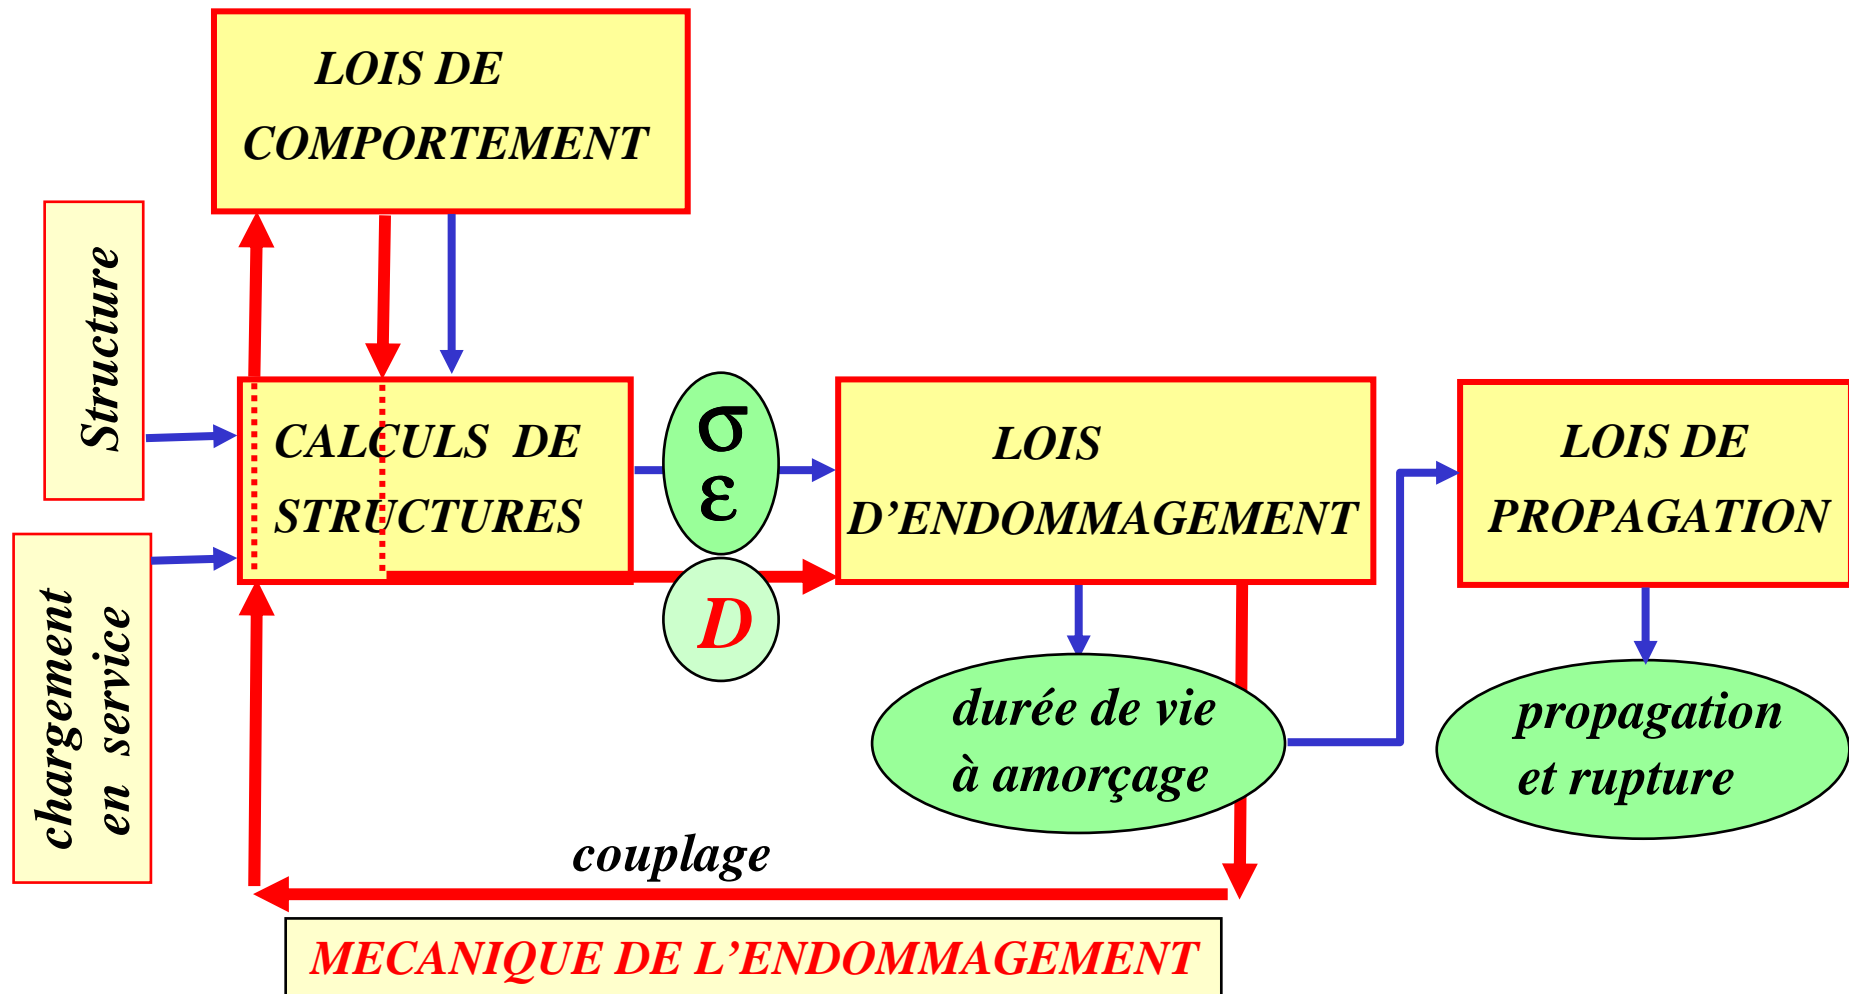 LOIS DE
COMPORTEMENT
Structure
chargement
en service
CALCULS DE
STRUCTURES
σ
ε
D
LOIS
D’ENDOMMAGEMENT
LOIS DE
PROPAGATION
durée de vie
à amorçage
propagation
et rupture
couplage
MECANIQUE DE L’ENDOMMAGEMENT